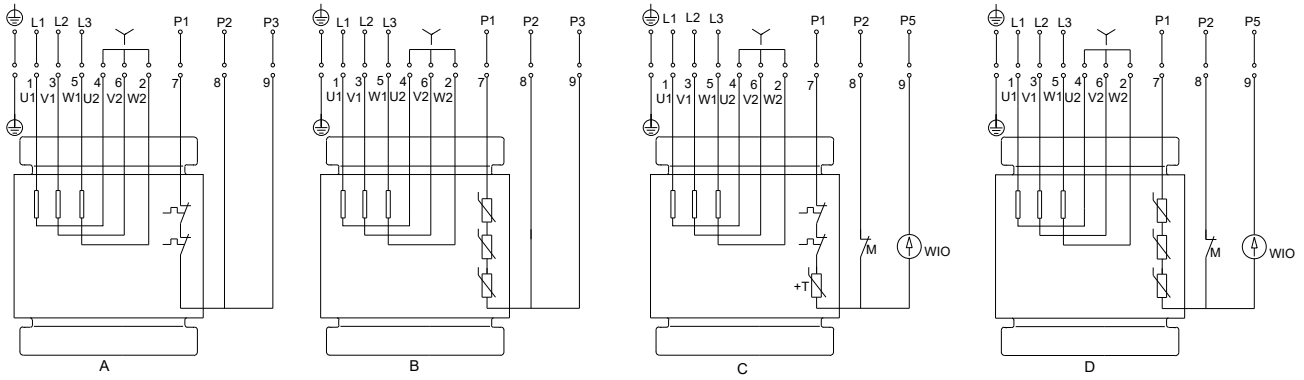 L1 L2 L3 P1 P2 P3
1 3 5 4 6 2 7 8 9
U1 V1 W1 U2 V2 W2
A
L1 L2 L3 P1 P2 P3
1 3 5 4 6 2 7 8 9
U1 V1 W1 U2 V2 W2
B
L1 L2 L3 P1 P2 P5
1 3 5 4 6 2 7 8 9
U1 V1 W1 U2 V2 W2
M WIO
+T
C
L1 L2 L3 P1 P2 P5
1 3 5 4 6 2 7 8 9
U1 V1 W1 U2 V2 W2
M WIO
D